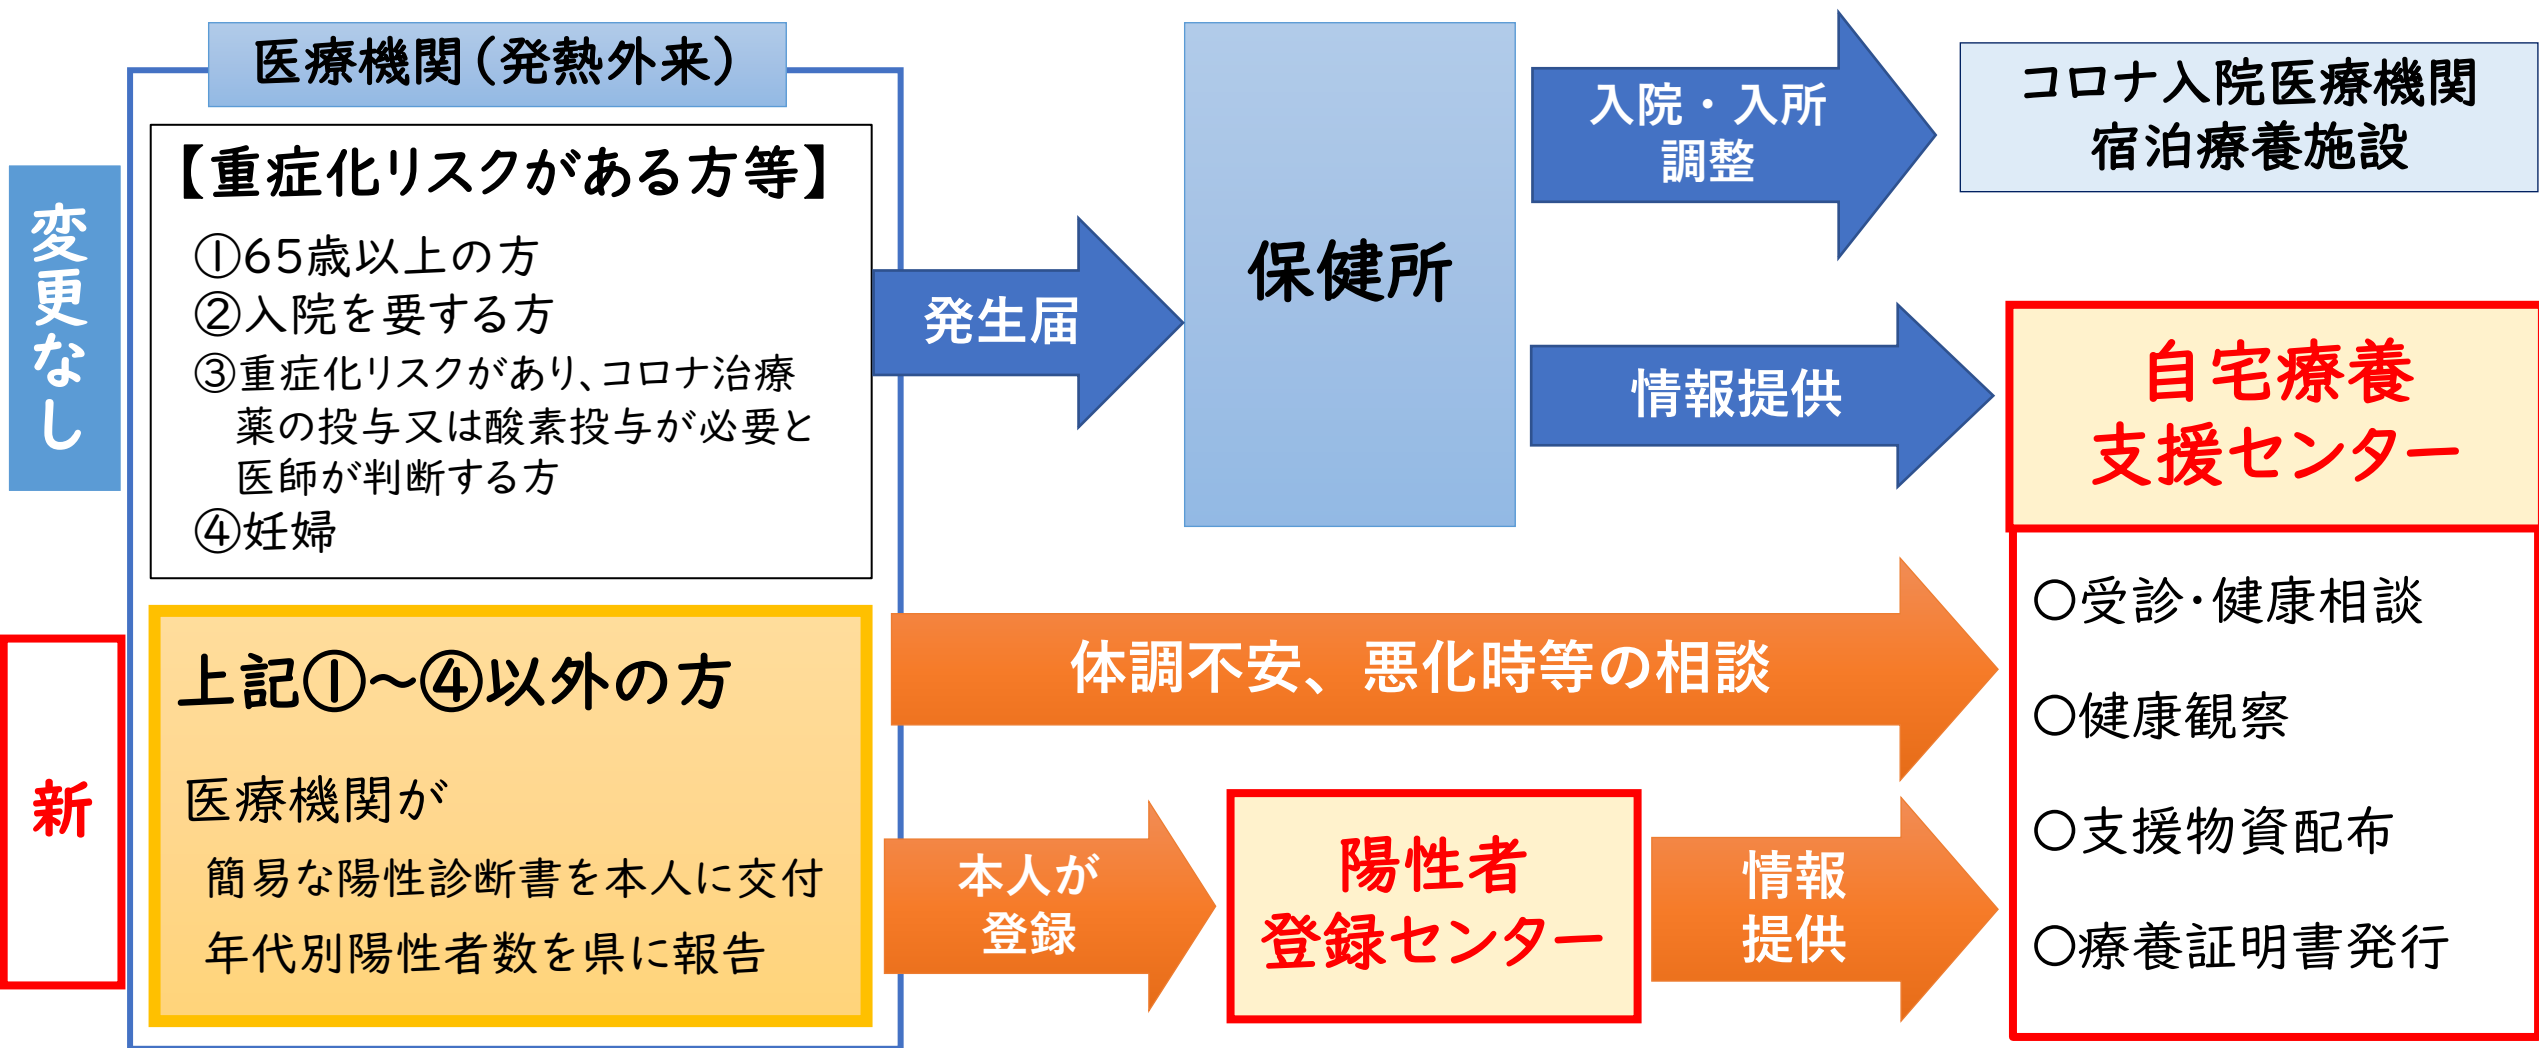 医療機関（発熱外来）
変更なし
【重症化リスクがある方等】
①65歳以上の方
②入院を要する方
③重症化リスクがあり、コロナ治療
薬の投与又は酸素投与が必要と
医師が判断する方
④妊婦
発生届
保健所
入院・入所
調整
コロナ入院医療機関
宿泊療養施設
情報提供
自宅療養
支援センター
新
上記①～④以外の方
医療機関が
簡易な陽性診断書を本人に交付
年代別陽性者数を県に報告
体調不安、悪化時等の相談
本人が
登録
陽性者
登録センター
情報
提供
〇受診・健康相談
〇健康観察
〇支援物資配布
〇療養証明書発行